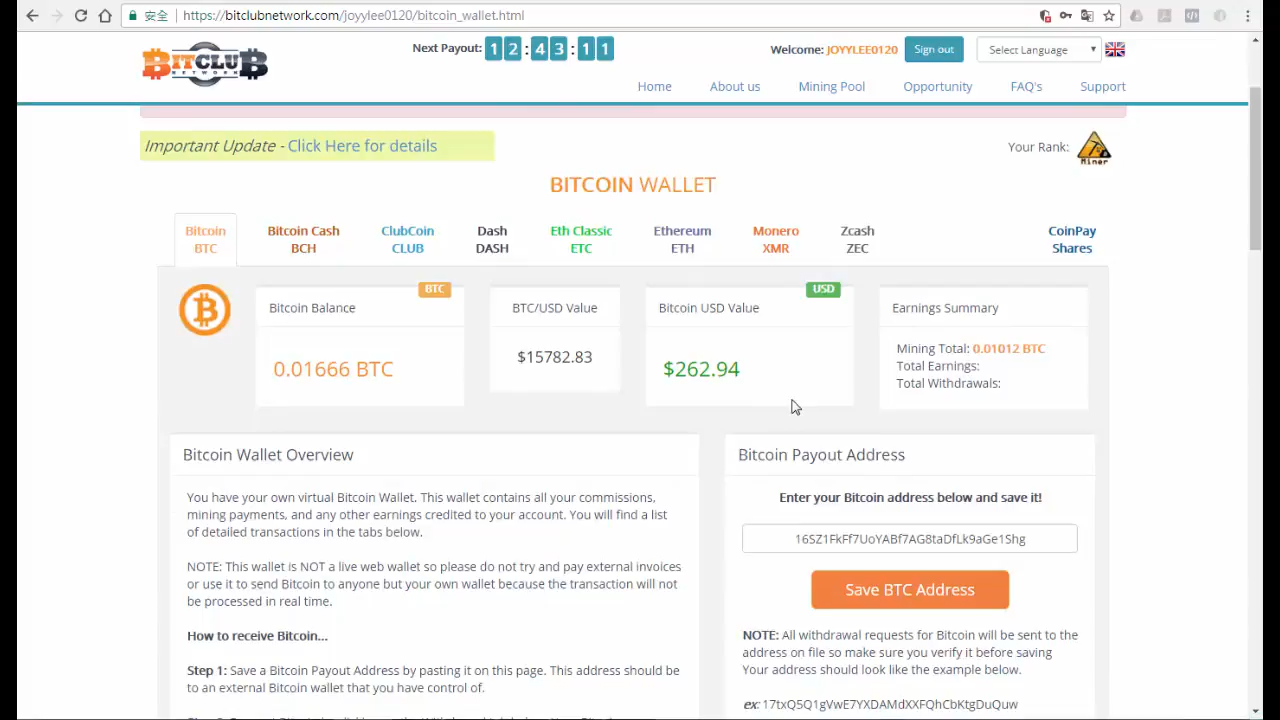 安全 https://bitclubnetwork.com/joyylee0120/bitcoin_wallet.html
BITCLUB
NETWORK
Next Payout: 12:43:11
Welcome: JOYYLEE0120 Sign out Select Language
Home About us Mining Pool Opportunity FAQ's Support
Important Update - Click Here for details
Your Rank: Miner
BITCOIN WALLET
Bitcoin BTC
Bitcoin Cash BCH
ClubCoin CLUB
Dash DASH
Eth Classic ETC
Ethereum ETH
Monero XMR
Zcash ZEC
CoinPay Shares
BTC
Bitcoin Balance
0.01666 BTC
BTC/USD Value
$15782.83
USD
Bitcoin USD Value
$262.94
Earnings Summary
Mining Total: 0.01012 BTC
Total Earnings:
Total Withdrawals:
Bitcoin Wallet Overview
You have your own virtual Bitcoin Wallet. This wallet contains all your commissions,
mining payments, and any other earnings credited to your account. You will find a list
of detailed transactions in the tabs below.
NOTE: This wallet is NOT a live web wallet so please do not try and pay external invoices
or use it to send Bitcoin to anyone but your own wallet because the transaction will not
be processed in real time.
How to receive Bitcoin...
Step 1: Save a Bitcoin Payout Address by pasting it on this page. This address should be
to an external Bitcoin wallet that you have control of.
Bitcoin Payout Address
Enter your Bitcoin address below and save it!
16SZ1FkFf7UoYABf7AG8taDfLk9aGe1Shg
Save BTC Address
NOTE: All withdrawal requests for Bitcoin will be sent to the
address on file so make sure you verify it before saving
Your address should look like the example below.
ex: 17txQ5Q1gVwE7YXDAMdXXFQhCbKtgDuQuw